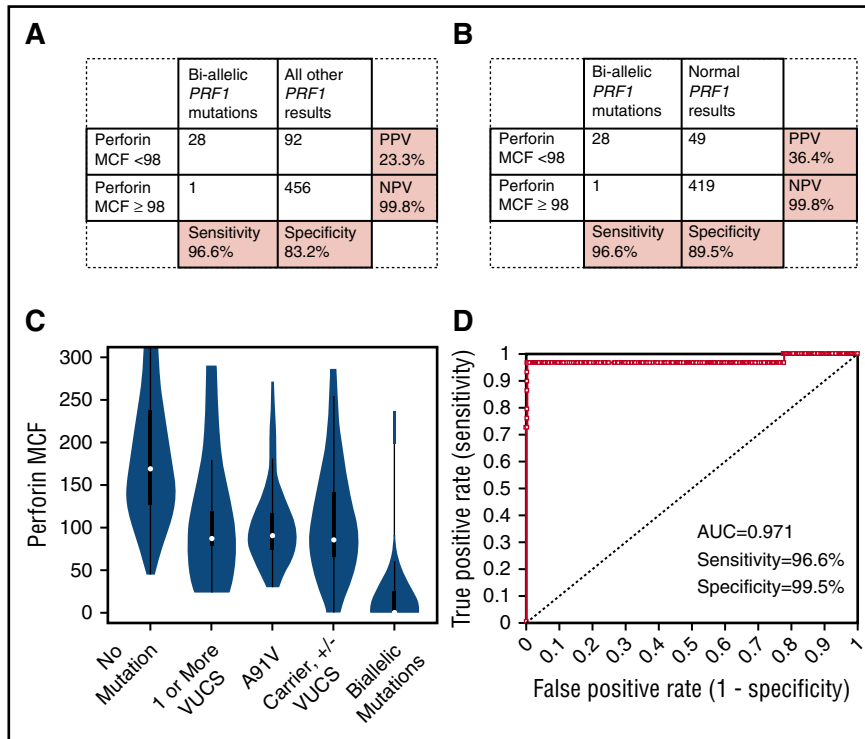 A
Bi-allelic
PRF1
mutations
All other
PRF1
results
Perforin
MCF <98
28
92
PPV
23.3%
Perforin
MCF ≥ 98
1
456
NPV
99.8%
Sensitivity
96.6%
Specificity
83.2%
B
Bi-allelic
PRF1
mutations
Normal
PRF1
results
Perforin
MCF <98
28
49
PPV
36.4%
Perforin
MCF ≥ 98
1
419
NPV
99.8%
Sensitivity
96.6%
Specificity
89.5%
C
Perforin MCF
300
250
200
150
100
50
0
No
Mutation
1 or More
VUCS
A91V
Carrier, +/-
VUCS
Biallelic
Mutations
D
True positive rate (sensitivity)
1
0.9
0.8
0.7
0.6
0.5
0.4
0.3
0.2
0.1
0
AUC=0.971
Sensitivity=96.6%
Specificity=99.5%
0
0.1
0.2
0.3
0.4
0.5
0.6
0.7
0.8
0.9
1
False positive rate (1 - specificity)